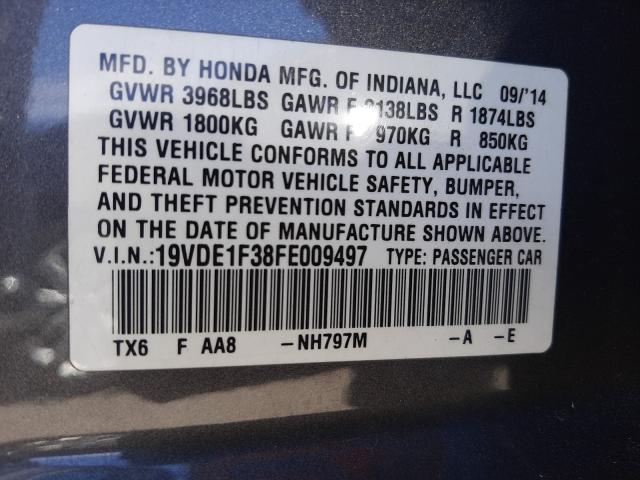 MFD. BY HONDA MFG. OF INDIANA, LLC 09/'14
GVWR 3968LBS GAWR F 2138LBS R 1874LBS
GVWR 1800KG GAWR F 970KG R 850KG
THIS VEHICLE CONFORMS TO ALL APPLICABLE
FEDERAL MOTOR VEHICLE SAFETY, BUMPER,
AND THEFT PREVENTION STANDARDS IN EFFECT
ON THE DATE OF MANUFACTURE SHOWN ABOVE.
V.I.N.:19VDE1F38FE009497 TYPE: PASSENGER CAR
TX6 F AA8 -NH797M -A -E